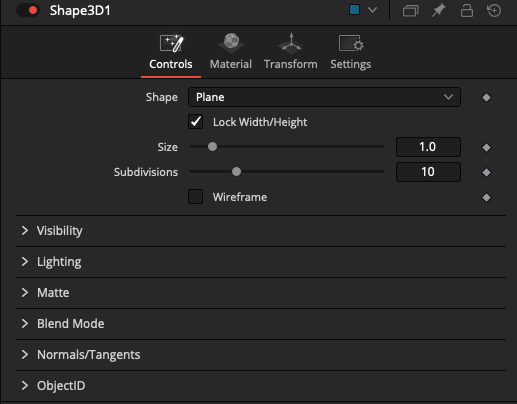 Shape3D1
Controls Material Transform Settings
Shape Plane
Lock Width/Height
Size 1.0
Subdivisions 10
Wireframe
Visibility
Lighting
Matte
Blend Mode
Normals/Tangents
ObjectID